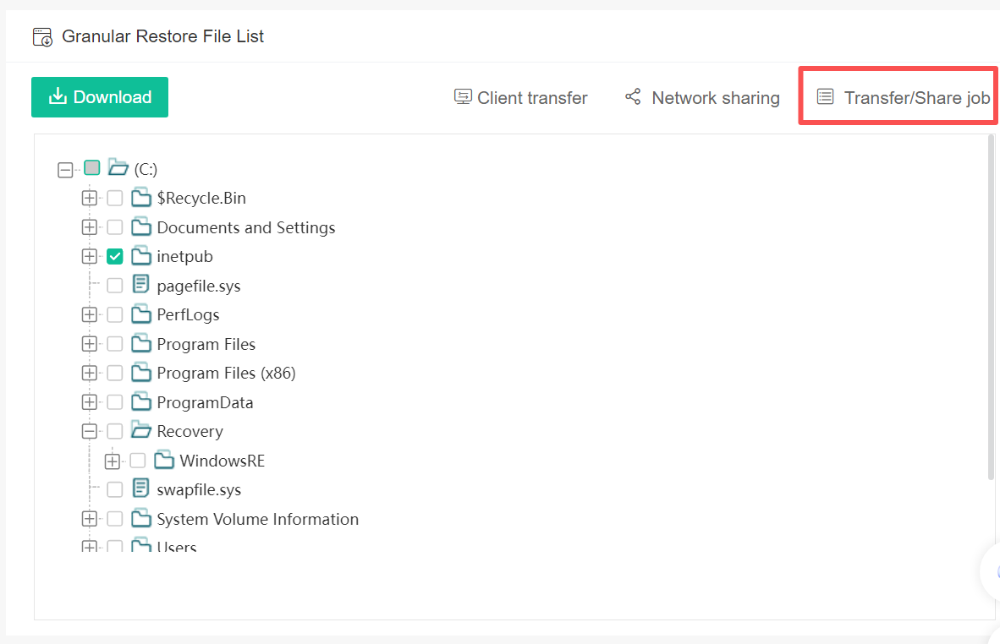 Granular Restore File List
Download
Client transfer
Network sharing
Transfer/Share job
(C:)
$Recycle.Bin
Documents and Settings
inetpub
pagefile.sys
PerfLogs
Program Files
Program Files (x86)
ProgramData
Recovery
WindowsRE
swapfile.sys
System Volume Information
Users